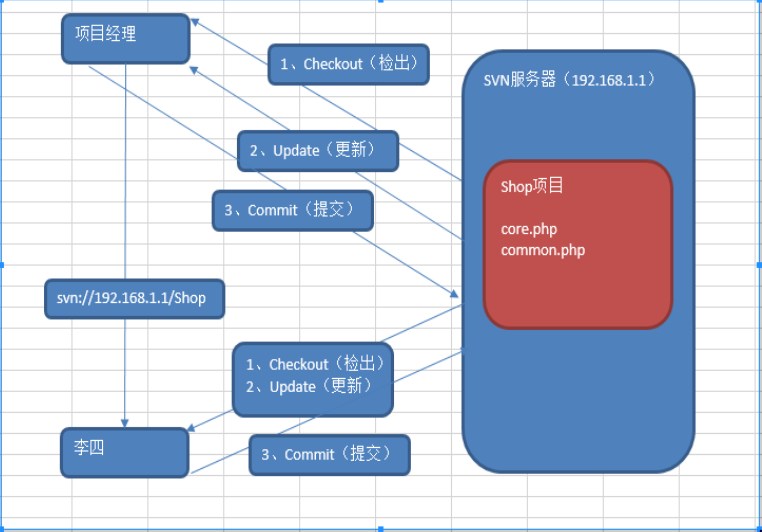 项目经理
1、Checkout（检出）
SVN服务器（192.168.1.1）
2、Update（更新）
Shop项目
3、Commit（提交）
core.php
common.php
svn://192.168.1.1/Shop
1、Checkout（检出）
2、Update（更新）
李四
3、Commit（提交）